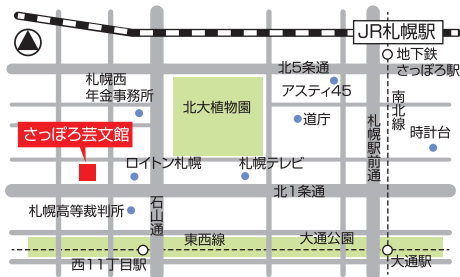 JR札幌駅
地下鉄
さっぽろ駅
北5条通
札幌西
年金事務所
アスティ45
北大植物園
道庁
南北線
札幌駅前通
時計台
さっぽろ芸文館
ロイトン札幌
札幌テレビ
北1条通
石山通
札幌高等裁判所
東西線
大通公園
西11丁目駅
大通駅